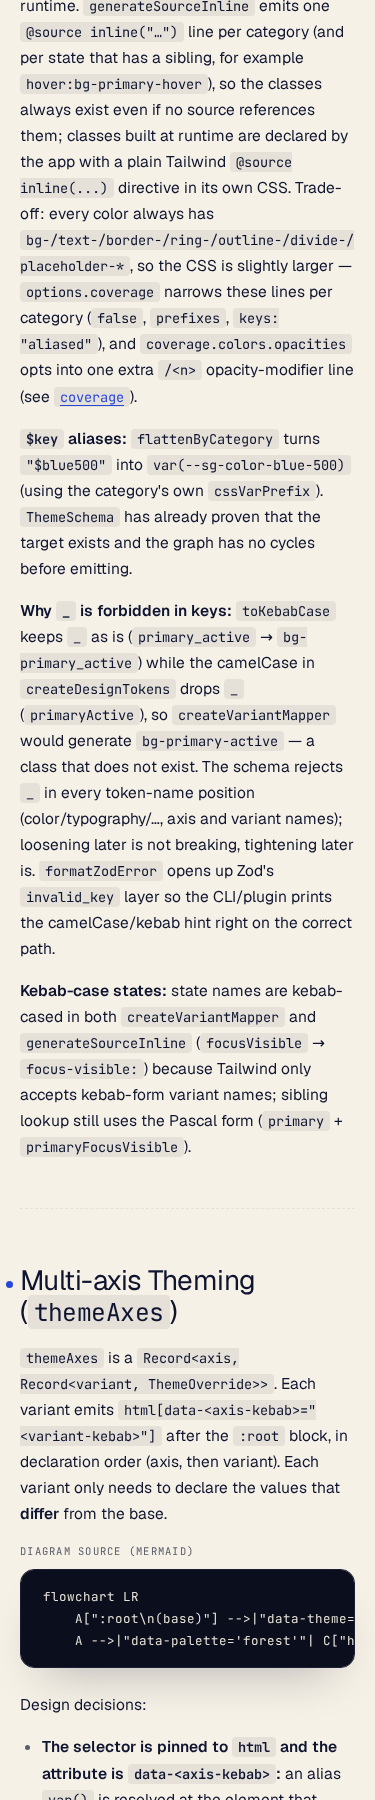 runtime. generateSourceInline emits one
@source inline("…") line per category (and
per state that has a sibling, for example
hover:bg-primary-hover ), so the classes
always exist even if no source references
them; classes built at runtime are declared by
the app with a plain Tailwind @source
inline(...) directive in its own CSS. Trade-
off: every color always has
bg-/text-/border-/ring-/outline-/divide-/
placeholder-* , so the CSS is slightly larger —
options.coverage narrows these lines per
category ( false , prefixes , keys:
"aliased" ), and coverage.colors.opacities
opts into one extra /<n> opacity-modifier line
(see coverage ).
$key aliases: flattenByCategory turns
"$blue500" into var(--sg-color-blue-500)
(using the category's own cssVarPrefix ).
ThemeSchema has already proven that the
target exists and the graph has no cycles
before emitting.
Why _ is forbidden in keys: toKebabCase
keeps _ as is ( primary_active → bg-
primary_active ) while the camelCase in
createDesignTokens drops _
( primaryActive ), so createVariantMapper
would generate bg-primary-active — a
class that does not exist. The schema rejects
_ in every token-name position
(color/typography/…, axis and variant names);
loosening later is not breaking, tightening later
is. formatZodError opens up Zod's
invalid_key layer so the CLI/plugin prints
the camelCase/kebab hint right on the correct
path.
Kebab-case states: state names are kebab-
cased in both createVariantMapper and
generateSourceInline ( focusVisible →
focus-visible: ) because Tailwind only
accepts kebab-form variant names; sibling
lookup still uses the Pascal form ( primary +
primaryFocusVisible ).
Multi-axis Theming
( themeAxes )
themeAxes is a Record<axis,
Record<variant, ThemeOverride>> . Each
variant emits html[data-<axis-kebab>="
<variant-kebab>"] after the :root block, in
declaration order (axis, then variant). Each
variant only needs to declare the values that
differ from the base.
DIAGRAM SOURCE (MERMAID)
flowchart LR
A[":root\n(base)"] -->|"data-theme=
A -->|"data-palette='forest'"| C["h
Design decisions:
The selector is pinned to html and the
attribute is data-<axis-kebab> : an alias
var() is resolved at the element that